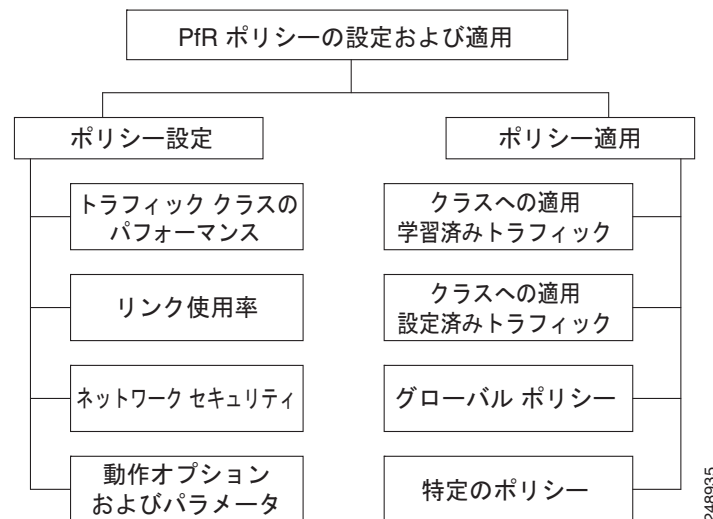 PfR ポリシーの設定および適用
ポリシー設定
トラフィック クラスの
パフォーマンス
リンク使用率
ネットワーク セキュリティ
動作オプション
およびパラメータ
ポリシー適用
クラスへの適用
学習済みトラフィック
クラスへの適用
設定済みトラフィック
グローバル ポリシー
特定のポリシー
248935